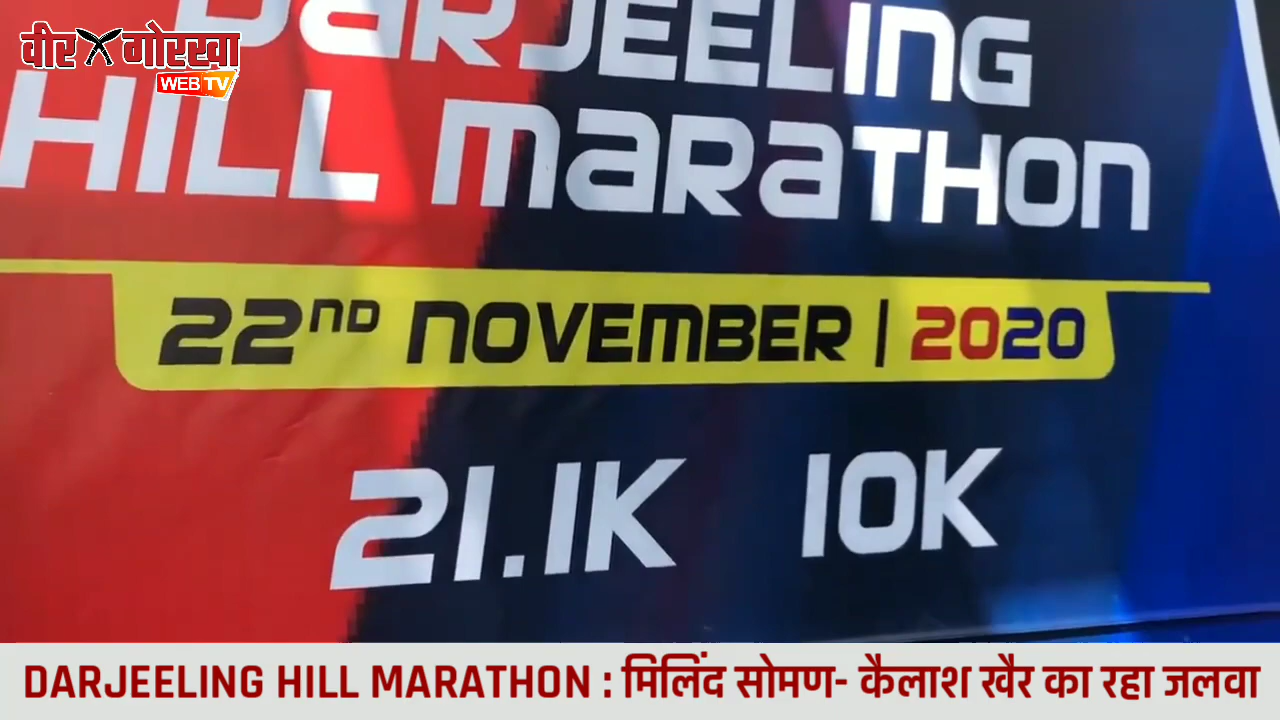 वीर गोरखा
WEB TV
DARJEELING
HILL MARATHON
22ND NOVEMBER | 2020
21.1K 10K
DARJEELING HILL MARATHON : मिलिंद सोमण- कैलाश खैर का रहा जलवा